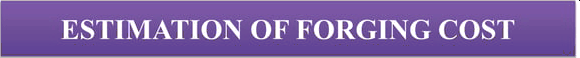 ESTIMATION OF FORGING COST